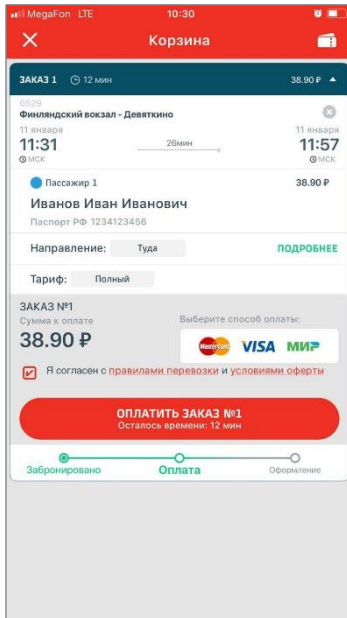 MegaFon LTE 10:30
Корзина
ЗАКАЗ 1 12 мин 38.90 ₽
6529
Финляндский вокзал - Девяткино
11 января 11 января
11:31 26мин 11:57
МСК МСК
Пассажир 1 38.90 ₽
Иванов Иван Иванович
Паспорт РФ 1234123456
Направление: Туда ПОДРОБНЕЕ
Тариф: Полный
ЗАКАЗ №1
Сумма к оплате Выберите способ оплаты:
38.90 ₽ MasterCard VISA МИР
Я согласен с правилами перевозки и условиями оферты
ОПЛАТИТЬ ЗАКАЗ №1
Осталось времени: 12 мин
Забронировано Оплата Оформление